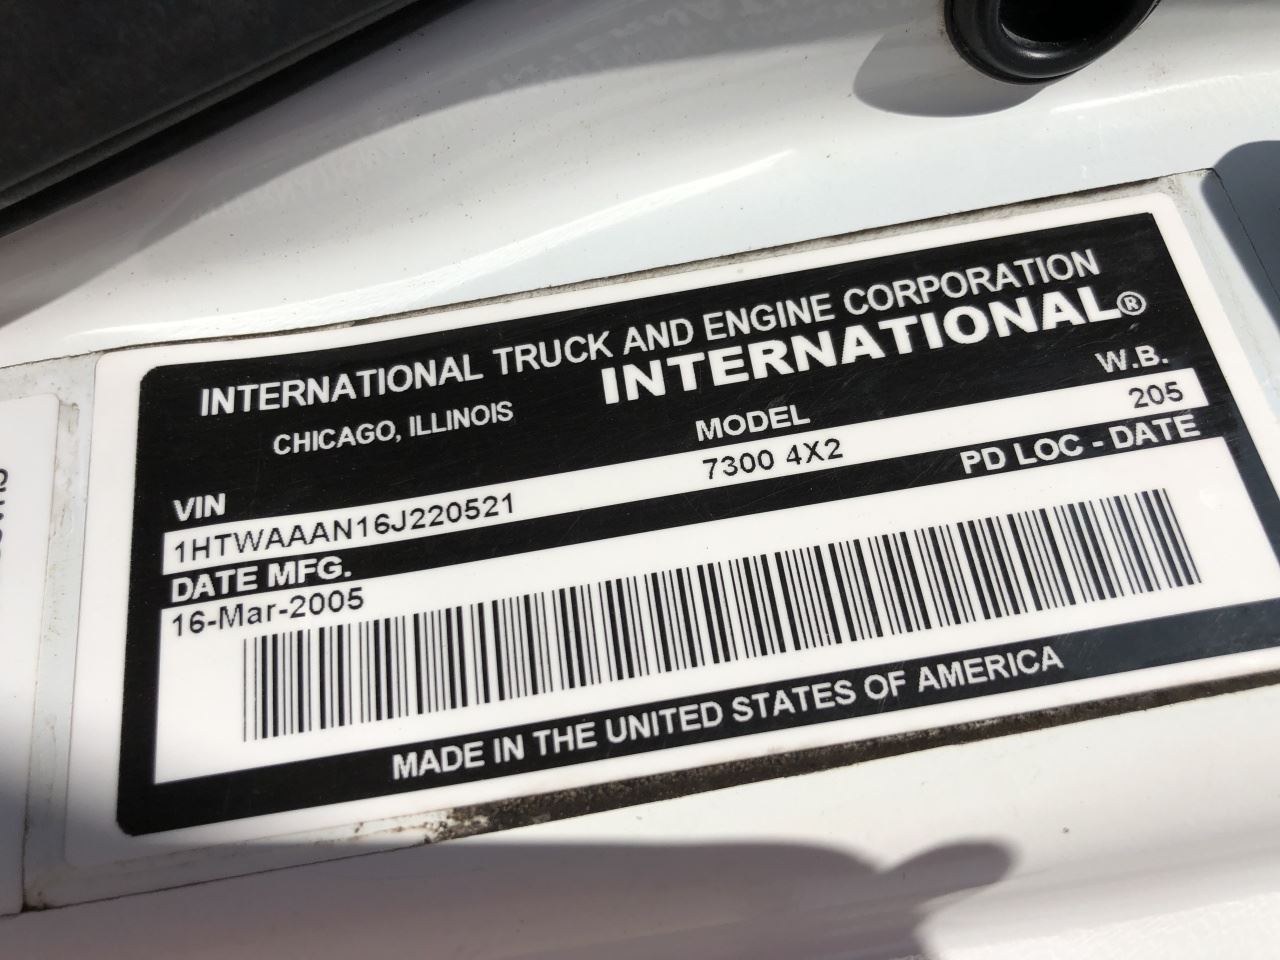 INTERNATIONAL TRUCK AND ENGINE CORPORATION
CHICAGO, ILLINOIS
INTERNATIONAL®
VIN
MODEL
W.B.
1HTWAAAN16J220521
7300 4X2
205
DATE MFG.
PD LOC - DATE
16-Mar-2005
MADE IN THE UNITED STATES OF AMERICA